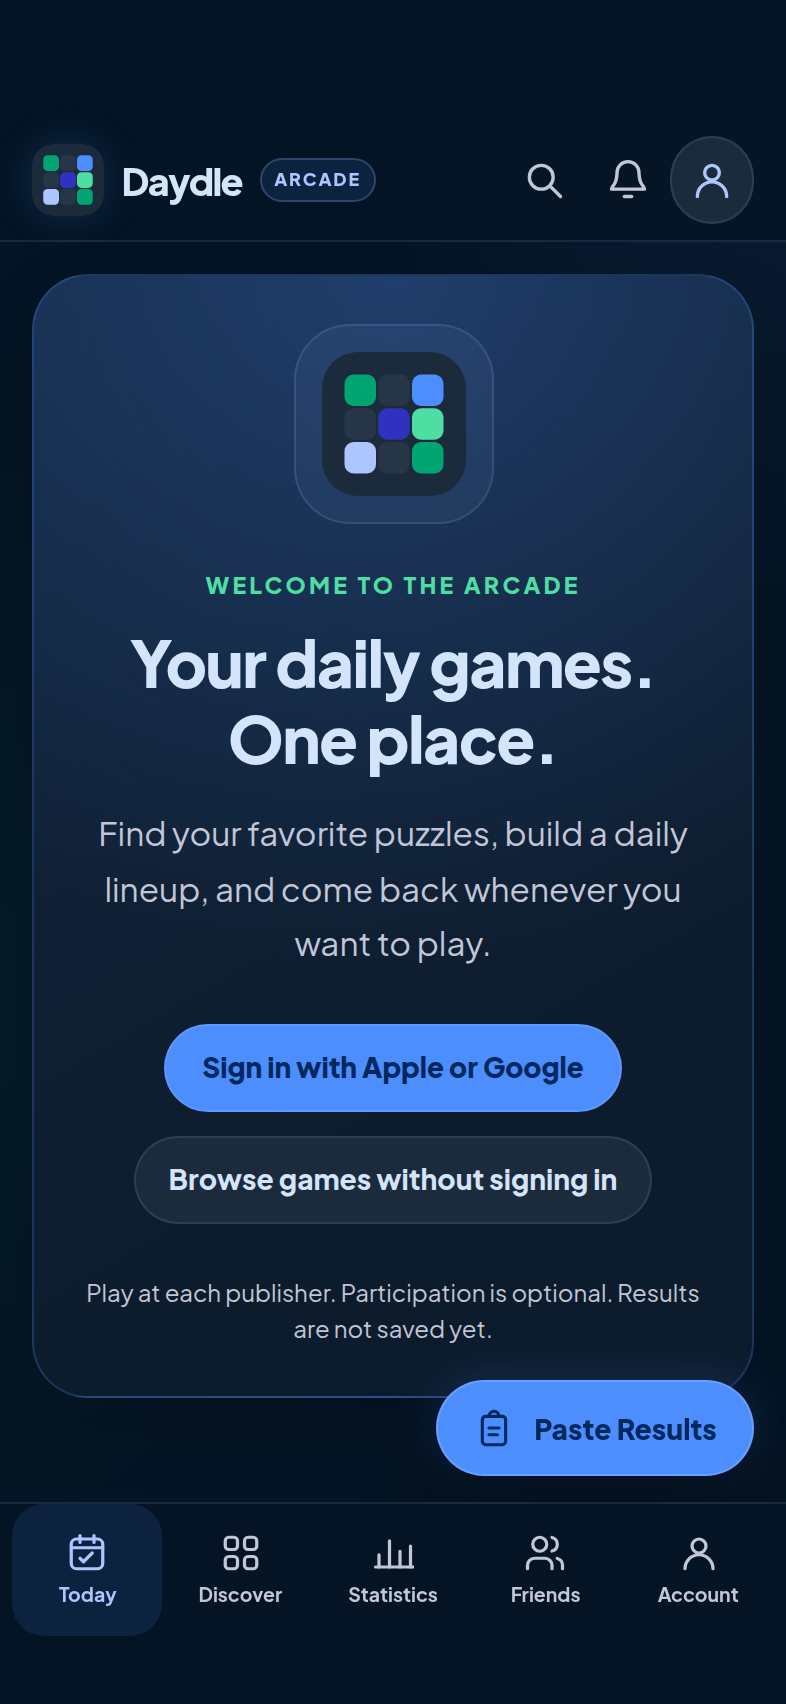 Daydle
ARCADE
WELCOME TO THE ARCADE
Your daily games.
One place.
Find your favorite puzzles, build a daily
lineup, and come back whenever you
want to play.
Sign in with Apple or Google
Browse games without signing in
Play at each publisher. Participation is optional. Results
are not saved yet.
Paste Results
Today
Discover
Statistics
Friends
Account